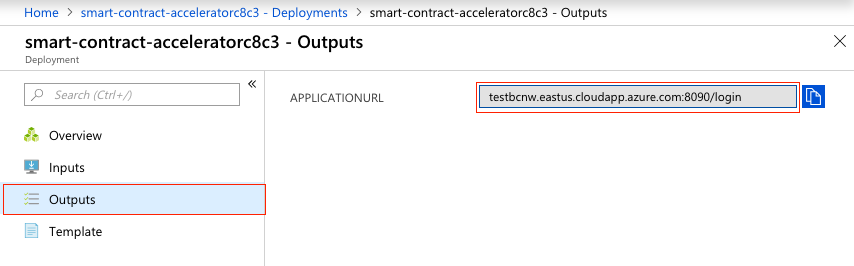 Home > smart-contract-acceleratorc8c3 - Deployments > smart-contract-acceleratorc8c3 - Outputs
smart-contract-acceleratorc8c3 - Outputs
Deployment
Search (Ctrl+/)
APPLICATIONURL testbcnw.eastus.cloudapp.azure.com:8090/login
Overview
Inputs
Outputs
Template